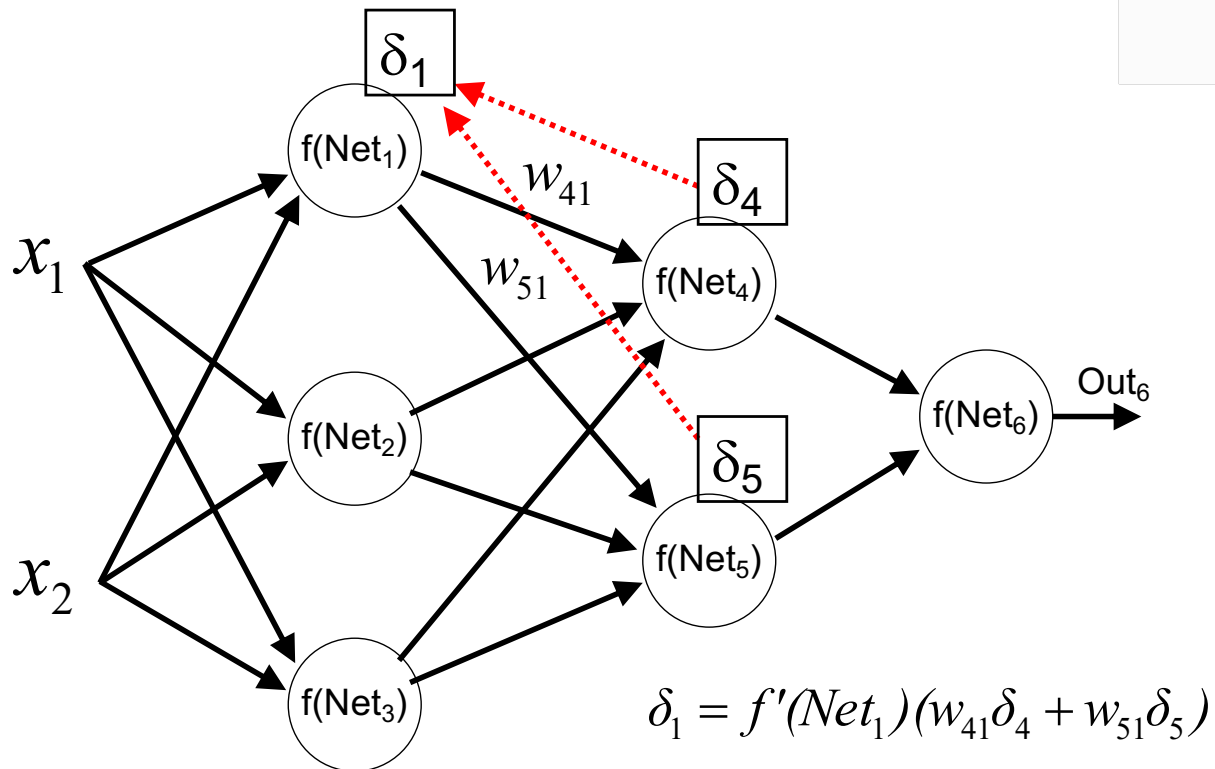 δ₁
f(Net₁)
w₄₁
δ₄
x₁
w₅₁
f(Net₄)
Out₆
f(Net₂)
f(Net₆)
δ₅
x₂
f(Net₅)
f(Net₃)
δ₁ = f'(Net₁)(w₄₁δ₄ + w₅₁δ₅)